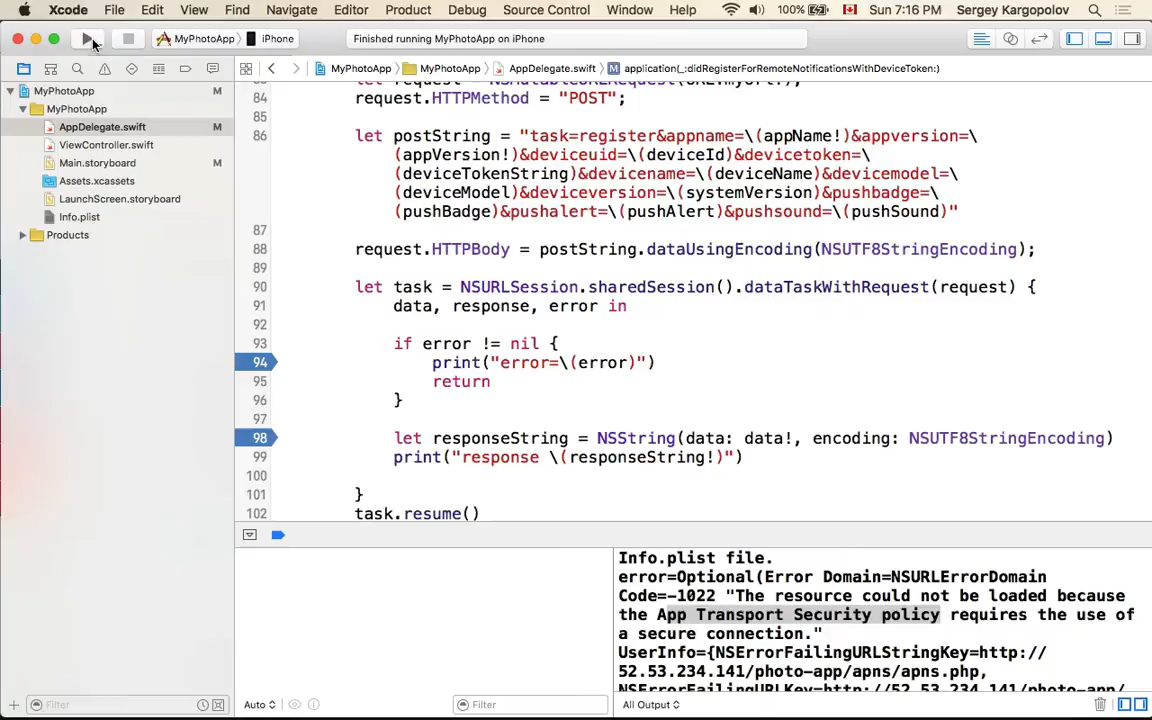 Xcode File Edit View Find Navigate Editor Product Debug Source Control Window Help 100% Sun 7:16 PM Sergey Kargopolov
MyPhotoApp iPhone Finished running MyPhotoApp on iPhone
MyPhotoApp MyPhotoApp AppDelegate.swift M application(_:didRegisterForRemoteNotificationsWithDeviceToken:)
MyPhotoApp M
MyPhotoApp
AppDelegate.swift M
ViewController.swift
Main.storyboard M
Assets.xcassets
LaunchScreen.storyboard
Info.plist
Products
84 request.HTTPMethod = "POST";
85
86 let postString = "task=register&appname=\(appName!)&appversion=\
(appVersion!)&deviceuid=\(deviceId)&devicetoken=\
(deviceTokenString)&devicename=\(deviceName)&devicemodel=\
(deviceModel)&deviceversion=\(systemVersion)&pushbadge=\
(pushBadge)&pushalert=\(pushAlert)&pushsound=\(pushSound)"
87
88 request.HTTPBody = postString.dataUsingEncoding(NSUTF8StringEncoding);
89
90 let task = NSURLSession.sharedSession().dataTaskWithRequest(request) {
91 data, response, error in
92
93 if error != nil {
94 print("error=\(error)")
95 return
96 }
97
98 let responseString = NSString(data: data!, encoding: NSUTF8StringEncoding)
99 print("response \(responseString!)")
100
101 }
102 task.resume()
Info.plist file.
error=Optional(Error Domain=NSURLErrorDomain
Code=-1022 "The resource could not be loaded because
the App Transport Security policy requires the use of
a secure connection."
UserInfo={NSErrorFailingURLStringKey=http://
52.53.234.141/photo-app/apns/apns.php,
NSErrorFailingURLKey=http://52.53.234.141/photo-app/
Filter Auto Filter All Output